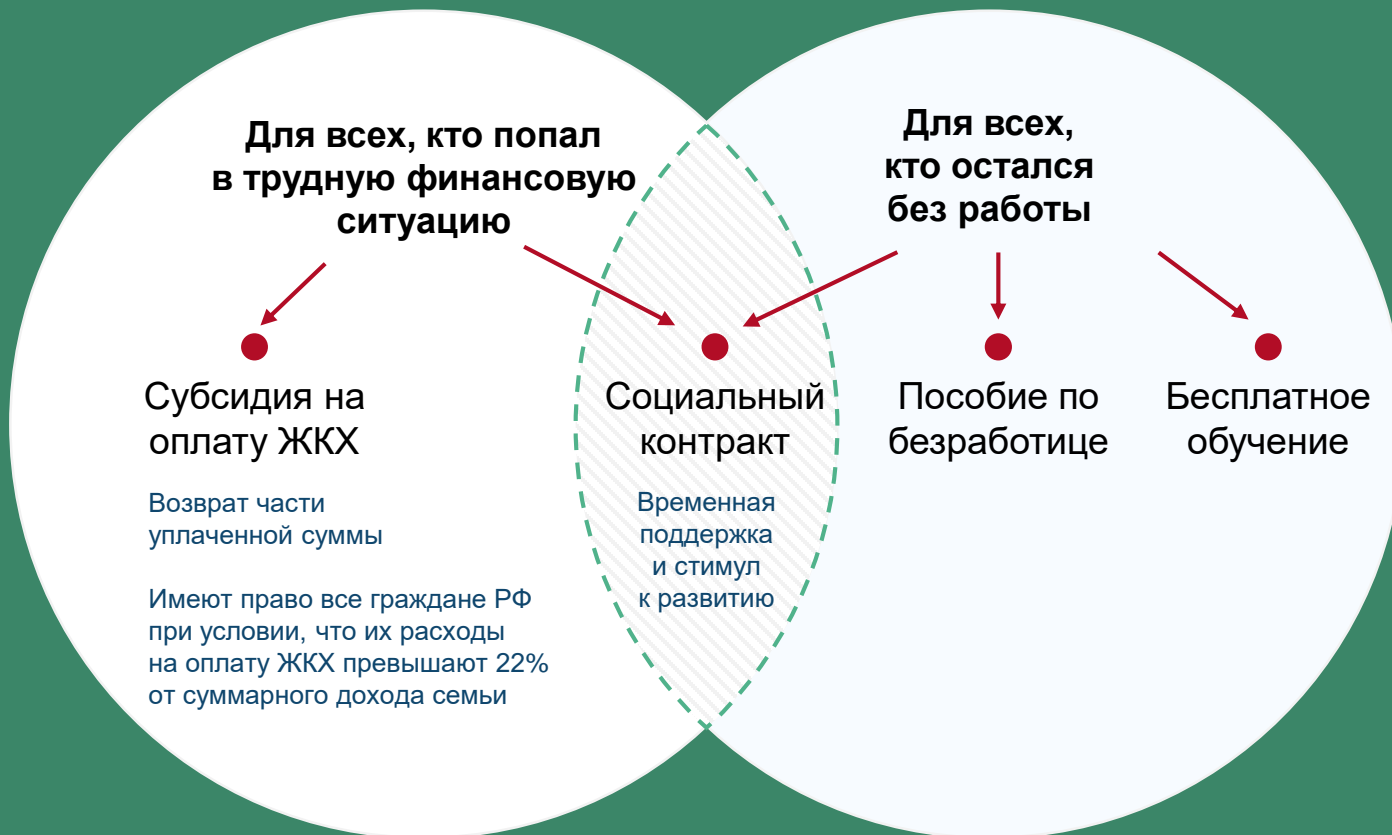 Для всех, кто попал
в трудную финансовую
ситуацию
Для всех,
кто остался
без работы
Субсидия на
оплату ЖКХ
Возврат части
уплаченной суммы
Имеют право все граждане РФ
при условии, что их расходы
на оплату ЖКХ превышают 22%
от суммарного дохода семьи
Социальный
контракт
Временная
поддержка
и стимул
к развитию
Пособие по
безработице
Бесплатное
обучение